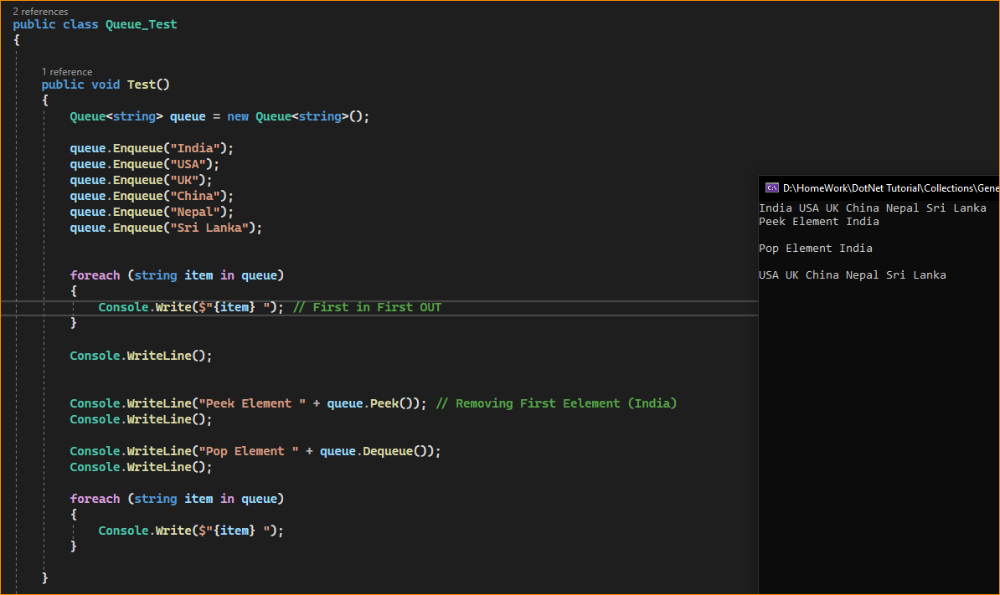 2 references
public class Queue_Test
{
1 reference
public void Test()
{
Queue<string> queue = new Queue<string>();
queue.Enqueue("India");
queue.Enqueue("USA");
queue.Enqueue("UK");
queue.Enqueue("China");
queue.Enqueue("Nepal");
queue.Enqueue("Sri Lanka");
foreach (string item in queue)
{
Console.Write($"{item} "); // First in First OUT
}
Console.WriteLine();
Console.WriteLine("Peek Element " + queue.Peek()); // Removing First Eelement (India)
Console.WriteLine();
Console.WriteLine("Pop Element " + queue.Dequeue());
Console.WriteLine();
foreach (string item in queue)
{
Console.Write($"{item} ");
}
}
D:\HomeWork\DotNet Tutorial\Collections\Gene
India USA UK China Nepal Sri Lanka
Peek Element India
Pop Element India
USA UK China Nepal Sri Lanka